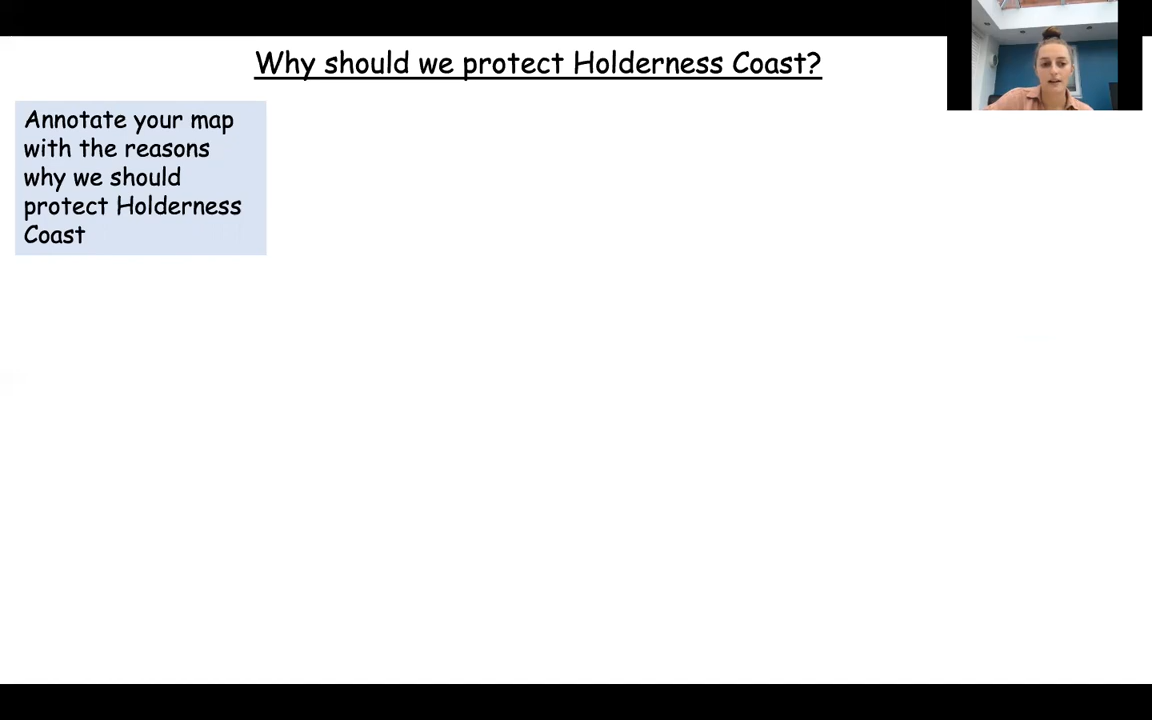 Why should we protect Holderness Coast?
Annotate your map
with the reasons
why we should
protect Holderness
Coast